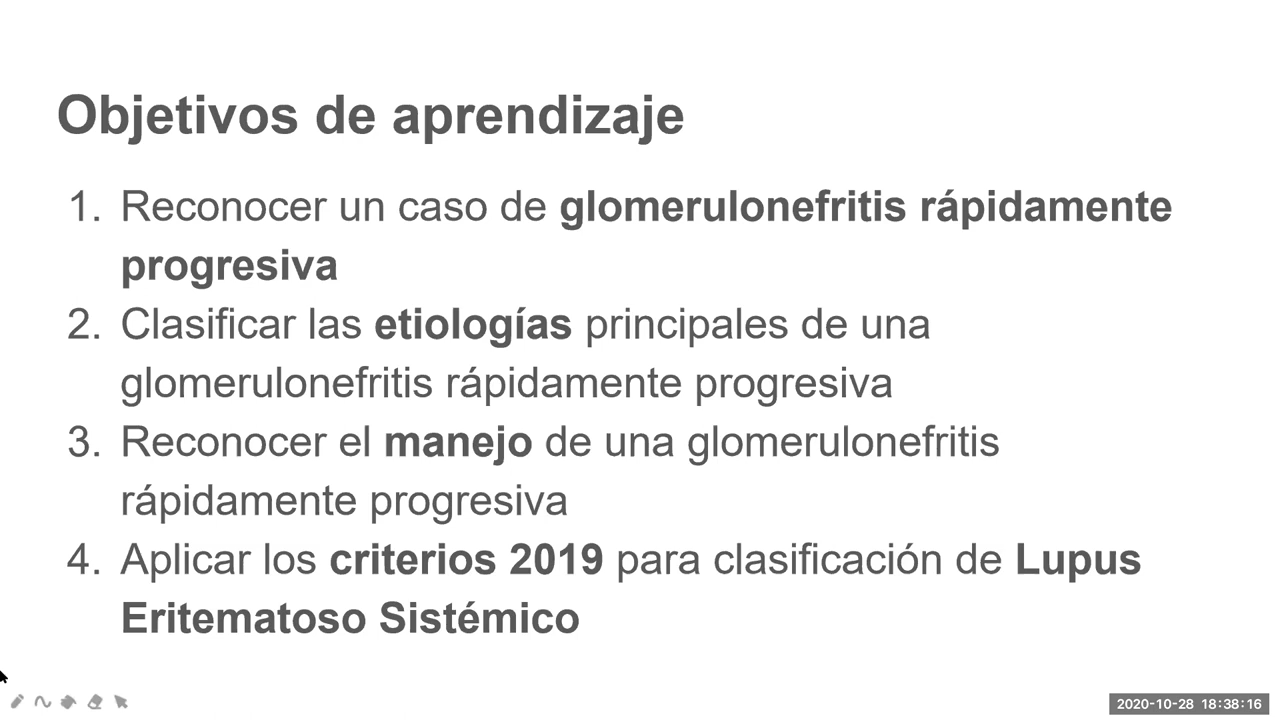 Objetivos de aprendizaje
1. Reconocer un caso de glomerulonefritis rápidamente
progresiva
2. Clasificar las etiologías principales de una
glomerulonefritis rápidamente progresiva
3. Reconocer el manejo de una glomerulonefritis
rápidamente progresiva
4. Aplicar los criterios 2019 para clasificación de Lupus
Eritematoso Sistémico
2020-10-28 18:38:16